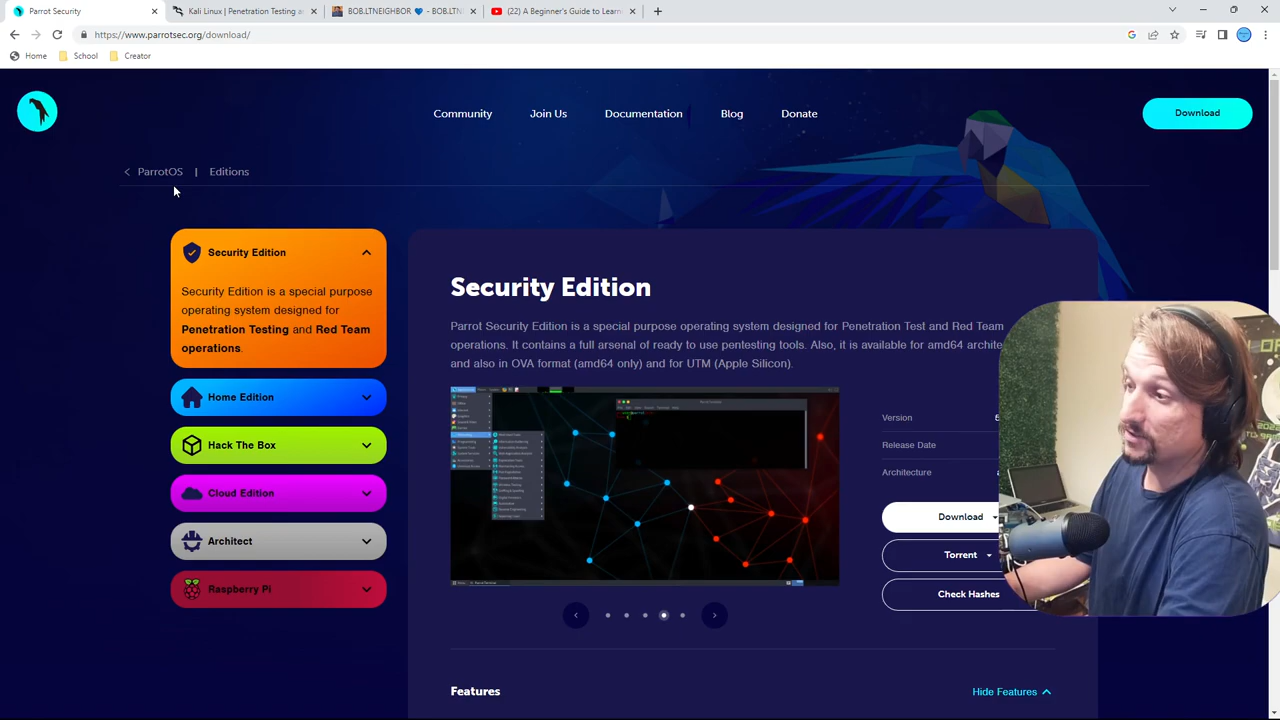 Parrot Security
Kali Linux | Penetration Testing a
BOB.LTNEIGHBOR 💙 - BOB.LTN
(22) A Beginner's Guide to Learn
https://www.parrotsec.org/download/
Home
School
Creator
Community
Join Us
Documentation
Blog
Donate
Download
< ParrotOS | Editions
Security Edition
Security Edition is a special purpose
operating system designed for
Penetration Testing and Red Team
operations.
Home Edition
Hack The Box
Cloud Edition
Architect
Raspberry Pi
Security Edition
Parrot Security Edition is a special purpose operating system designed for Penetration Test and Red Team
operations. It contains a full arsenal of ready to use pentesting tools. Also, it is available for amd64 archite
and also in OVA format (amd64 only) and for UTM (Apple Silicon).
Version
Release Date
Architecture
Download
Torrent
Check Hashes
Features
Hide Features